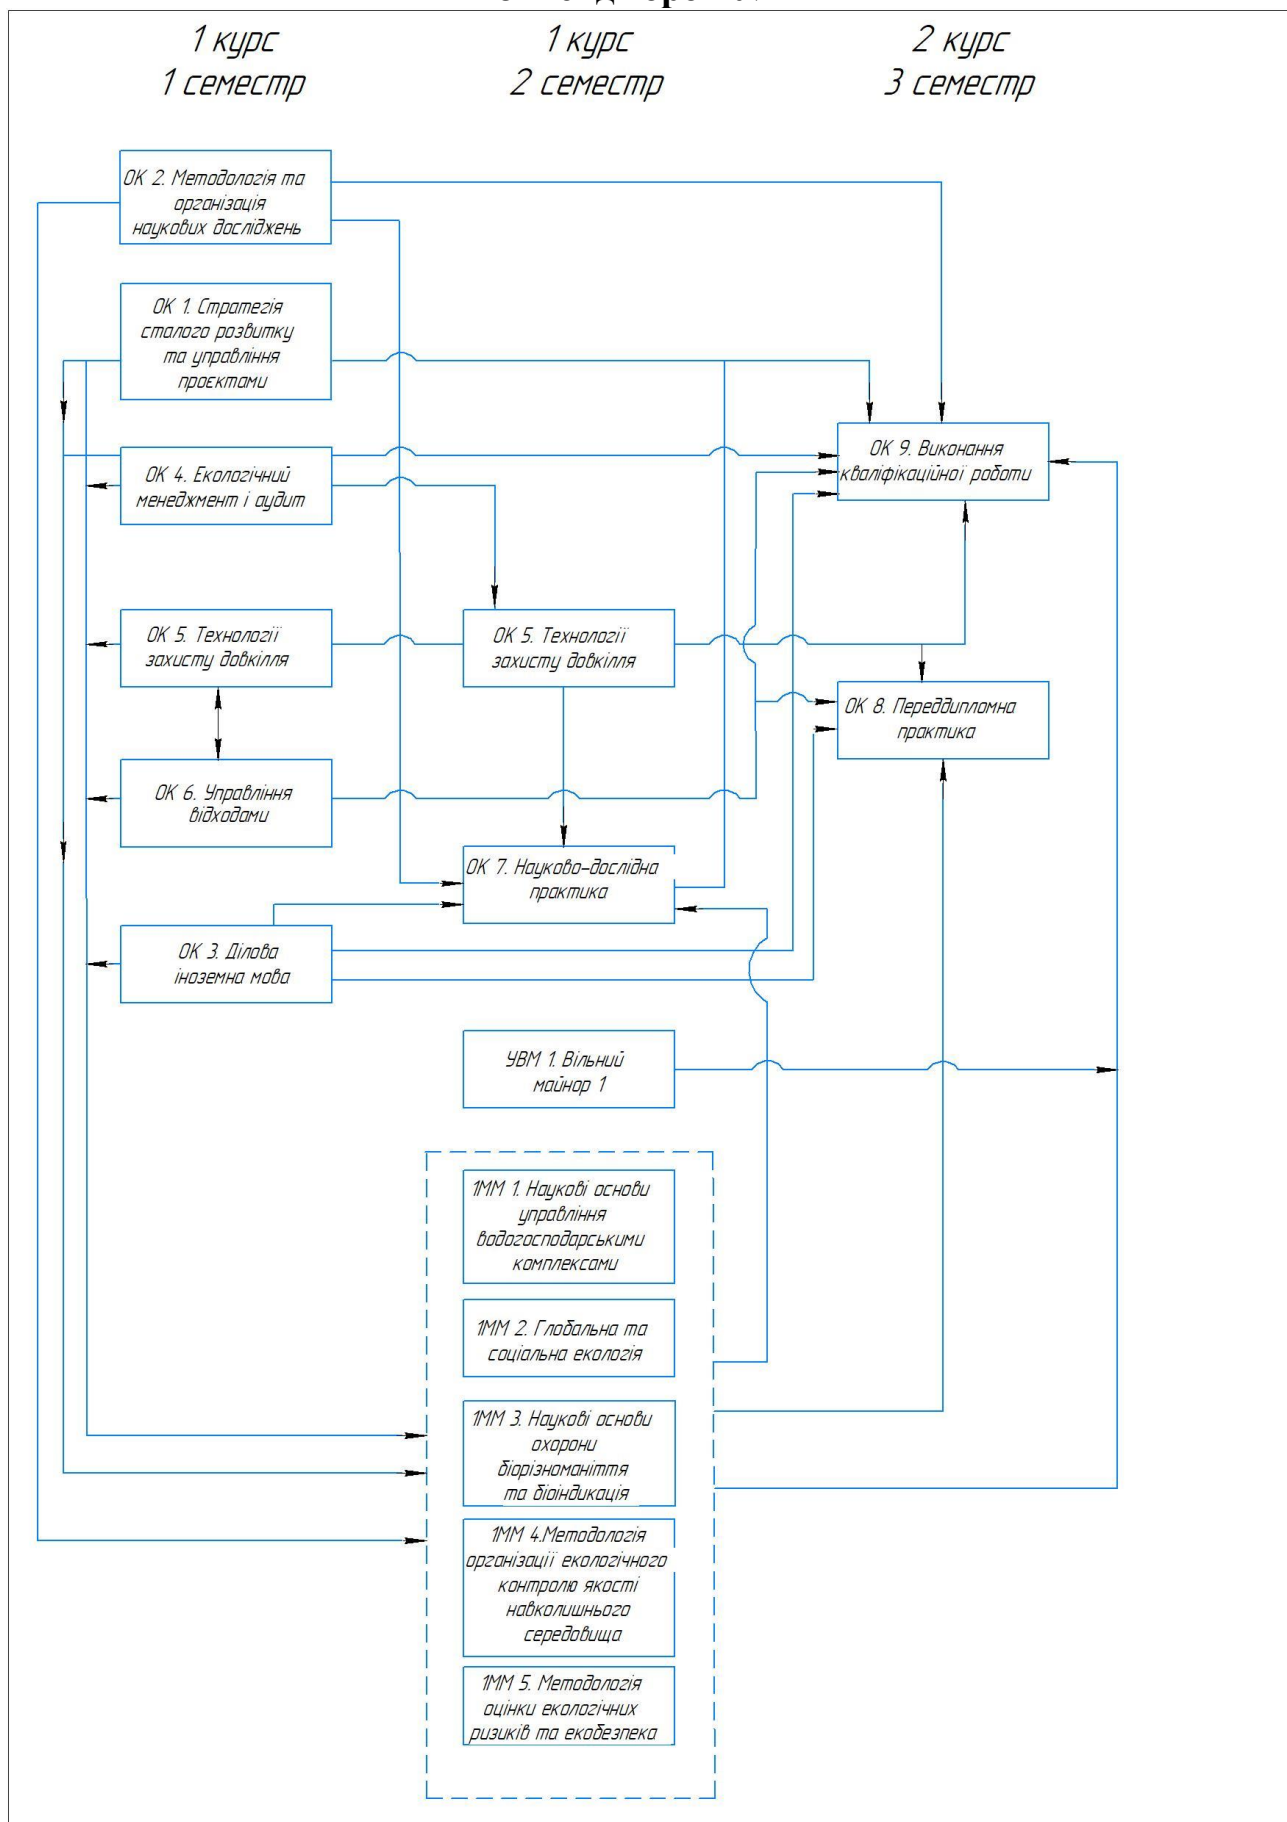 1 курс
1 семестр
1 курс
2 семестр
2 курс
3 семестр
ОК 2. Методологія та
організація
наукових досліджень
ОК 1. Стратегія
сталого розвитку
та управління
проєктами
ОК 4. Екологічний
менеджмент і аудит
ОК 9. Виконання
кваліфікаційної роботи
ОК 5. Технології
захисту довкілля
ОК 5. Технології
захисту довкілля
ОК 8. Переддипломна
практика
ОК 6. Управління
відходами
ОК 7. Науково-дослідна
практика
ОК 3. Ділова
іноземна мова
УВМ 1. Вільний
майнор 1
1ММ 1. Наукові основи
управління
водогосподарськими
комплексами
1ММ 2. Глобальна та
соціальна екологія
1ММ 3. Наукові основи
охорони
біорізноманіття
та біоіндикація
1ММ 4.Методологія
організації екологічного
контролю якості
навколишнього
середовища
1ММ 5. Методологія
оцінки екологічних
ризиків та екобезпека